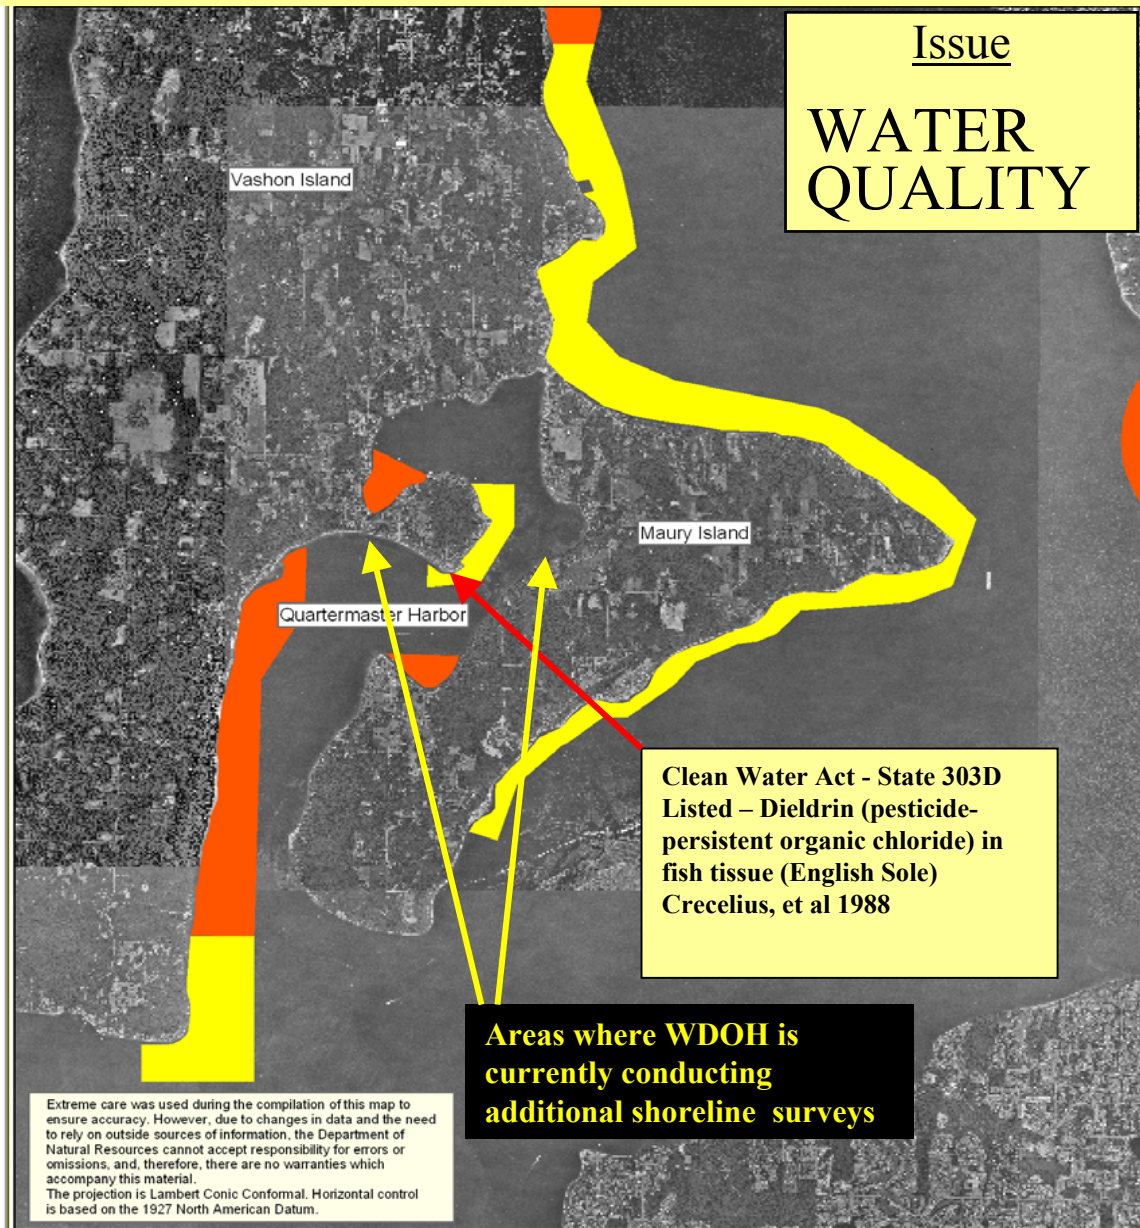 Issue
WATER
QUALITY
Vashon Island
Maury Island
Quartermaster Harbor
Clean Water Act - State 303D
Listed – Dieldrin (pesticide-
persistent organic chloride) in
fish tissue (English Sole)
Crecelius, et al 1988
Areas where WDOH is
currently conducting
additional shoreline surveys
Extreme care was used during the compilation of this map to
ensure accuracy. However, due to changes in data and the need
to rely on outside sources of information, the Department of
Natural Resources cannot accept responsibility for errors or
omissions, and, therefore, there are no warranties which
accompany this material.
The projection is Lambert Conic Conformal. Horizontal control
is based on the 1927 North American Datum.